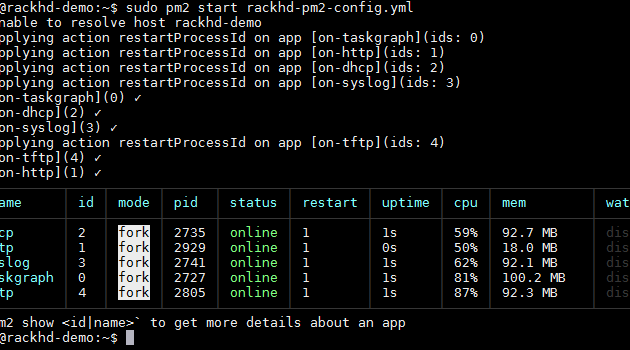 @rackhd-demo:~$ sudo pm2 start rackhd-pm2-config.yml
nable to resolve host rackhd-demo
pplying action restartProcessId on app [on-taskgraph](ids: 0)
pplying action restartProcessId on app [on-http](ids: 1)
pplying action restartProcessId on app [on-dhcp](ids: 2)
pplying action restartProcessId on app [on-syslog](ids: 3)
on-taskgraph](0) ✓
on-dhcp](2) ✓
on-syslog](3) ✓
pplying action restartProcessId on app [on-tftp](ids: 4)
on-tftp](4) ✓
on-http](1) ✓
ame id mode pid status restart uptime cpu mem wat
cp 2 fork 2735 online 1 1s 59% 92.7 MB dis
tp 1 fork 2929 online 1 0s 50% 18.0 MB dis
slog 3 fork 2741 online 1 1s 62% 92.1 MB dis
skgraph 0 fork 2727 online 1 1s 81% 100.2 MB dis
tp 4 fork 2805 online 1 1s 87% 92.3 MB dis
m2 show <id|name>` to get more details about an app
@rackhd-demo:~$